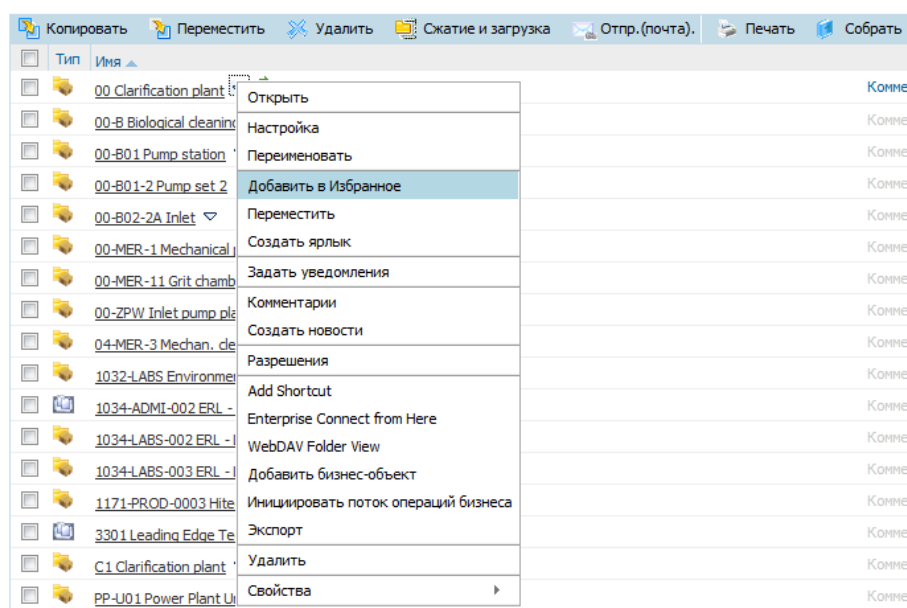 Копировать Переместить Удалить Сжатие и загрузка Отпр.(почта). Печать Собрать
Тип Имя
00 Clarification plant Комме
00-B Biological cleaning Комме
00-B01 Pump station Комме
00-B01-2 Pump set 2 Комме
00-B02-2A Inlet Комме
00-MER-1 Mechanical Комме
00-MER-11 Grit chamb Комме
00-ZPW Inlet pump pla Комме
04-MER-3 Mechan. cle Комме
1032-LABS Environme Комме
1034-ADMI-002 ERL - Комме
1034-LABS-002 ERL - Комме
1034-LABS-003 ERL - Комме
1171-PROD-0003 Hite Комме
3301 Leading Edge Te Комме
C1 Clarification plant Комме
PP-U01 Power Plant U Комме
Открыть
Настройка
Переименовать
Добавить в Избранное
Переместить
Создать ярлык
Задать уведомления
Комментарии
Создать новости
Разрешения
Add Shortcut
Enterprise Connect from Here
WebDAV Folder View
Добавить бизнес-объект
Инициировать поток операций бизнеса
Экспорт
Удалить
Свойства